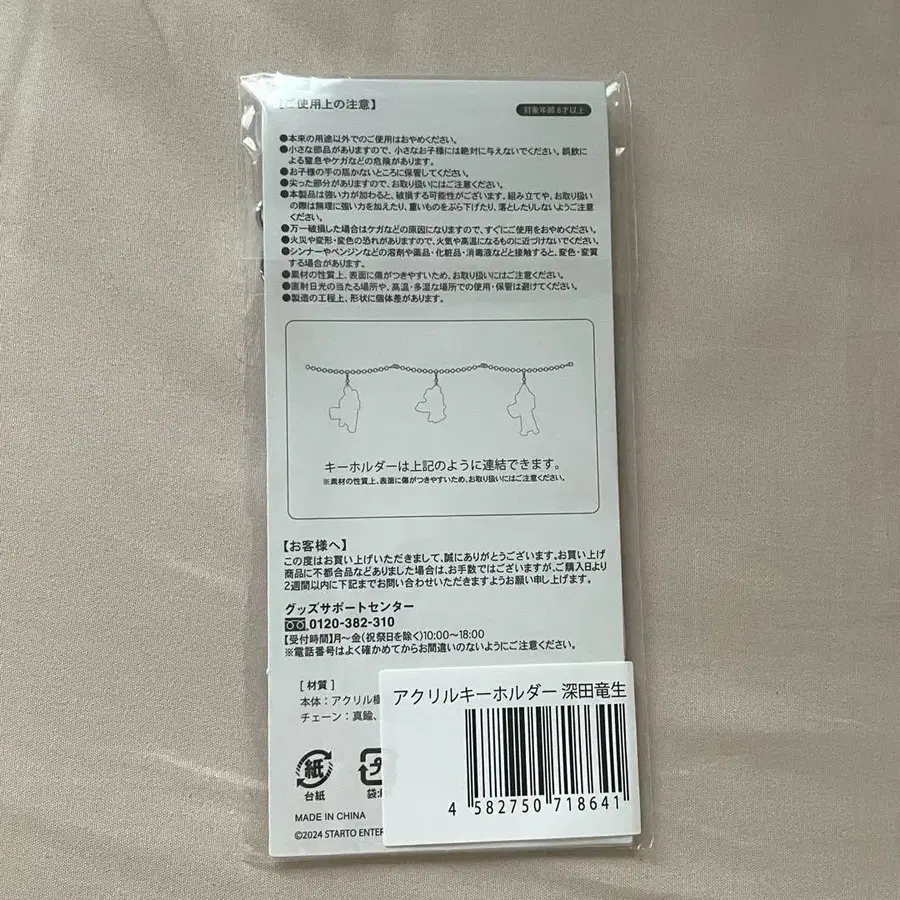 【ご使用上の注意】
対象年齢8才以上
●本来の用途以外でのご使用はおやめください。
●小さな部品がありますので、小さなお子様には絶対に与えないでください。誤飲に
よる窒息やケガなどの危険があります。
●お子様の手の届かないところに保管してください。
●尖った部分がありますので、お取り扱いにはご注意ください。
●本製品は強い力が加わると、破損する可能性がございます。組み立てや、お取り扱い
の際は無理に強い力を加えたり、重いものをぶら下げたり、落としたりしないようご注意
ください。
●万一破損した場合はケガなどの原因になりますので、すぐにご使用をおやめください。
●火災や変形・変色の恐れがありますので、火気や高温になるものに近づけないでください。
●シンナーやベンジンなどの溶剤や薬品・化粧品・消毒液などと接触すると、変色・変質
する場合があります。
●素材の性質上、表面に傷がつきやすいため、お取り扱いにはご注意ください。
●直射日光の当たる場所や、高温・多湿な場所での使用・保管は避けてください。
●製造の工程上、形状に個体差があります。
キーホルダーは上記のように連結できます。
※素材の性質上、表面に傷がつきやすいため、お取り扱いにはご注意ください。
【お客様へ】
この度はお買い上げいただきまして、誠にありがとうございます。お買い上げ
商品に不都合品などありました場合は、お手数ではございますが、ご購入日より
2週間以内に下記までお問い合わせいただきますようお願い申し上げます。
グッズサポートセンター
0120-382-310
【受付時間】月〜金(祝祭日を除く)10:00〜18:00
※電話番号はよく確かめてからお間違いのないようにご注意ください。
[ 材質 ]
本体:アクリル樹
チェーン:真鍮、
アクリルキーホルダー 深田竜生
4 582750 718641
紙
台紙
プ
袋:
MADE IN CHINA
©2024 STARTO ENTER